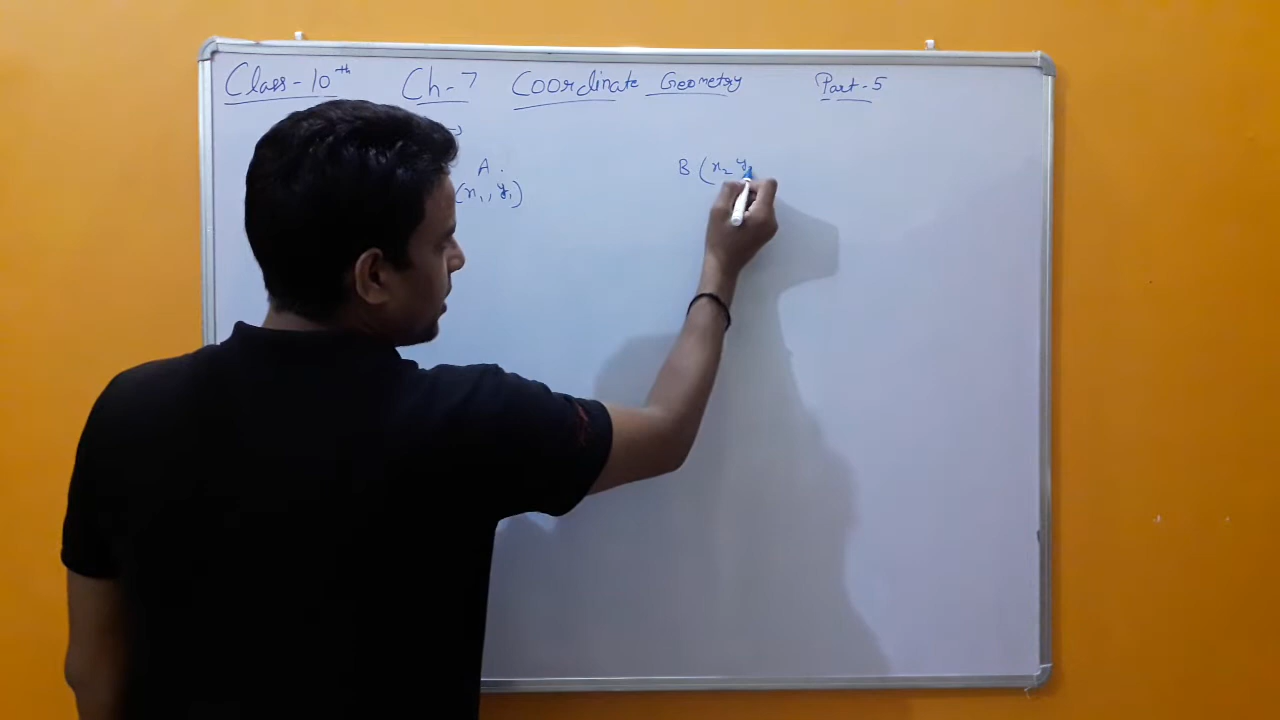 Class-10th Ch-7 Coordinate Geometry Part-5
A. B (x2 y2
(x1, y1)